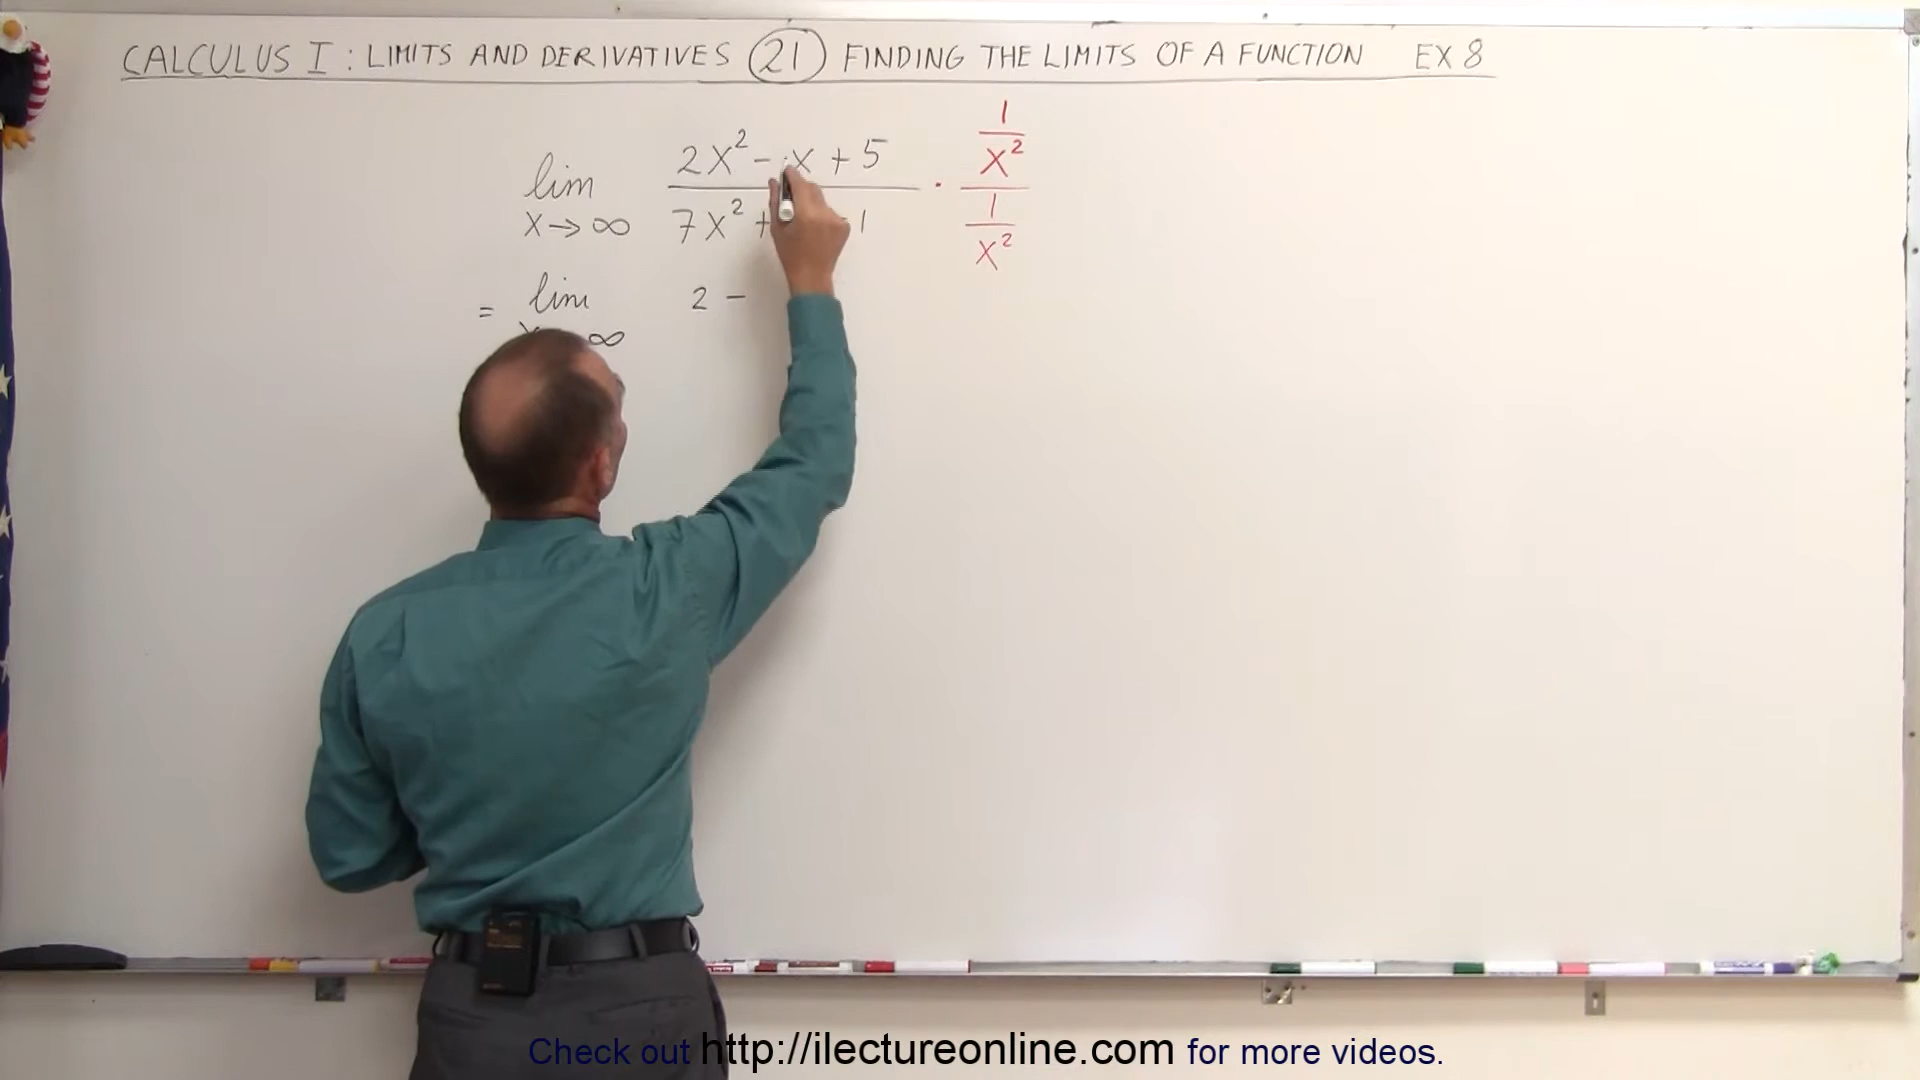 CALCULUS I : LIMITS AND DERIVATIVES (21) FINDING THE LIMITS OF A FUNCTION EX 8
lim x→∞ (2x² - x + 5) / (7x² + - 1) · (1/x²) / (1/x²)
= lim x→∞ 2 -
Check out http://ilectureonline.com for more videos.